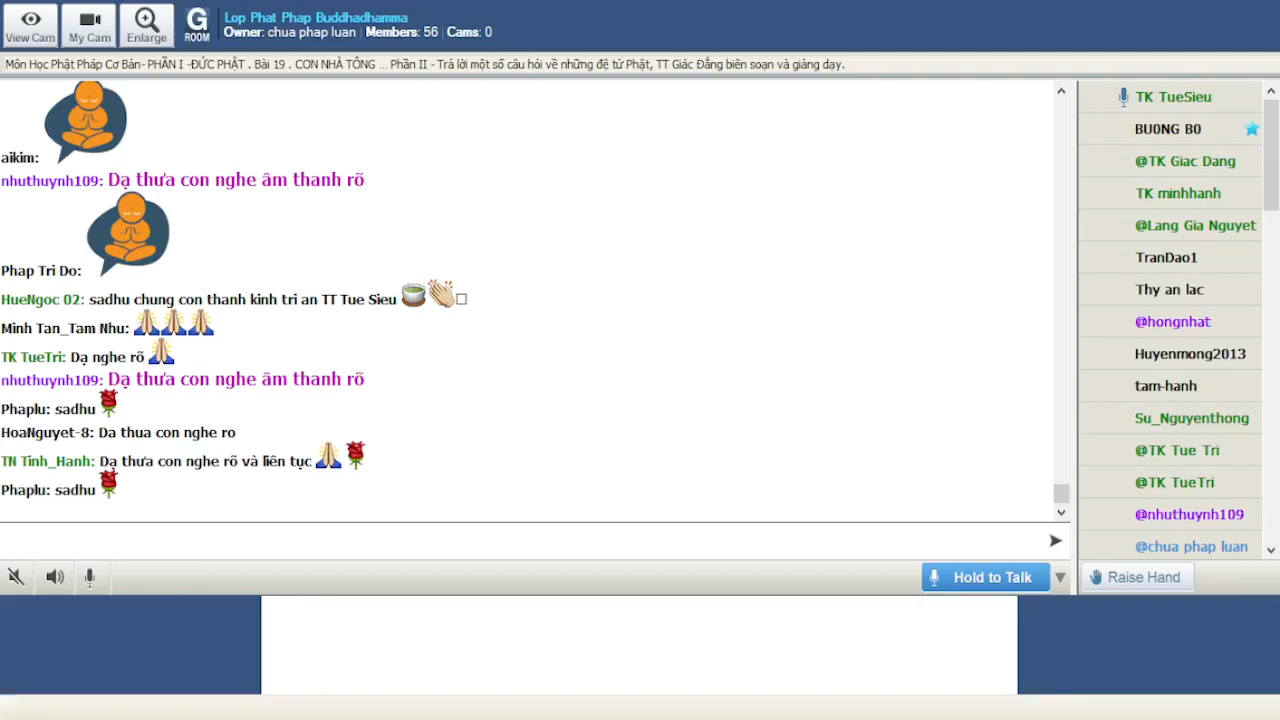 View Cam
My Cam
Enlarge
G
ROOM
Lop Phat Phap Buddhadhamma
Owner: chua phap luan | Members: 56 | Cams: 0
Môn Học Phật Pháp Cơ Bản- PHẦN I -ĐỨC PHẬT . Bài 19 . CON NHÀ TÔNG ... Phần II - Trả lời một số câu hỏi về những đệ tử Phật, TT Giác Đẳng biên soạn và giảng dạy.
aikim:
nhuthuynh109: Dạ thưa con nghe âm thanh rõ
Phap Tri Do:
HueNgoc 02: sadhu chung con thanh kinh tri an TT Tue Sieu
Minh Tan_Tam Nhu:
TK TueTri: Dạ nghe rõ
nhuthuynh109: Dạ thưa con nghe âm thanh rõ
Phaplu: sadhu
HoaNguyet-8: Da thua con nghe ro
TN Tinh_Hanh: Dạ thưa con nghe rõ và liên tục
Phaplu: sadhu
TK TueSieu
BU0NG B0
@TK Giac Dang
TK minhhanh
@Lang Gia Nguyet
TranDao1
Thy an lac
@hongnhat
Huyenmong2013
tam-hanh
Su_Nguyenthong
@TK Tue Tri
@TK TueTri
@nhuthuynh109
@chua phap luan
Hold to Talk
Raise Hand